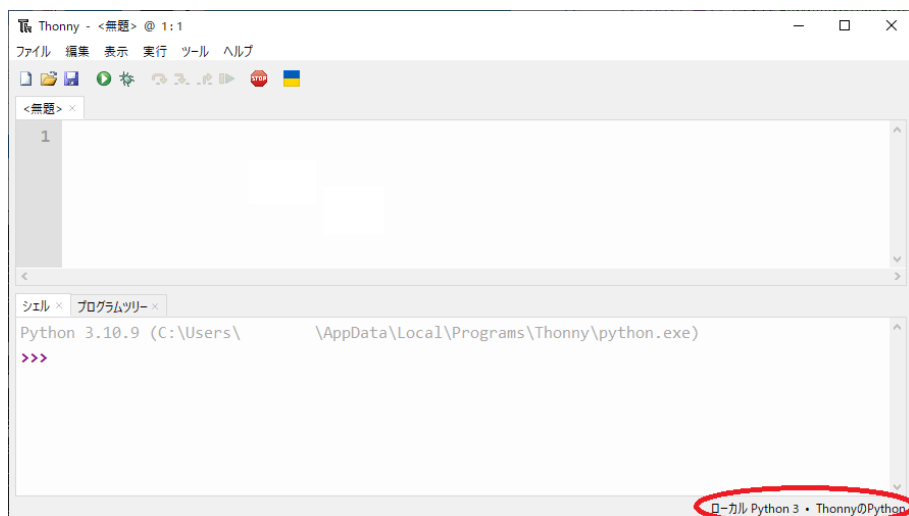 Thonny - <無題> @ 1:1
ファイル 編集 表示 実行 ツール ヘルプ
STOP
<無題> ×
1
シェル × プログラムツリー ×
Python 3.10.9 (C:\Users\ \AppData\Local\Programs\Thonny\python.exe)
>>>
ローカル Python 3 • ThonnyのPython